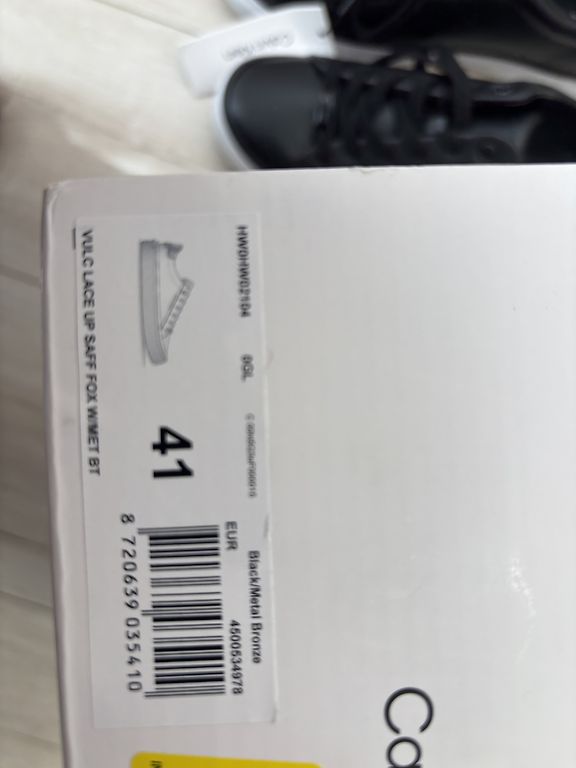 HW0HW02104 0GL
Black/Metal Bronze
EUR 4500534978
41
8 720639 035410
VULC LACE UP SAFF FOX W/MET BT
Ca